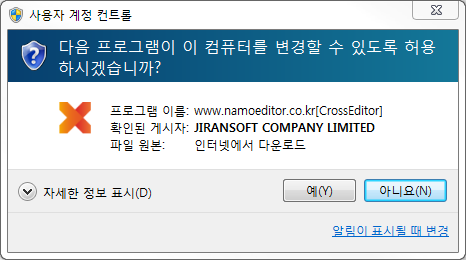 사용자 계정 컨트롤
다음 프로그램이 이 컴퓨터를 변경할 수 있도록 허용
하시겠습니까?
프로그램 이름: www.namoeditor.co.kr[CrossEditor]
확인된 게시자: JIRANSOFT COMPANY LIMITED
파일 원본: 인터넷에서 다운로드
자세한 정보 표시(D)
예(Y)
아니요(N)
알림이 표시될 때 변경